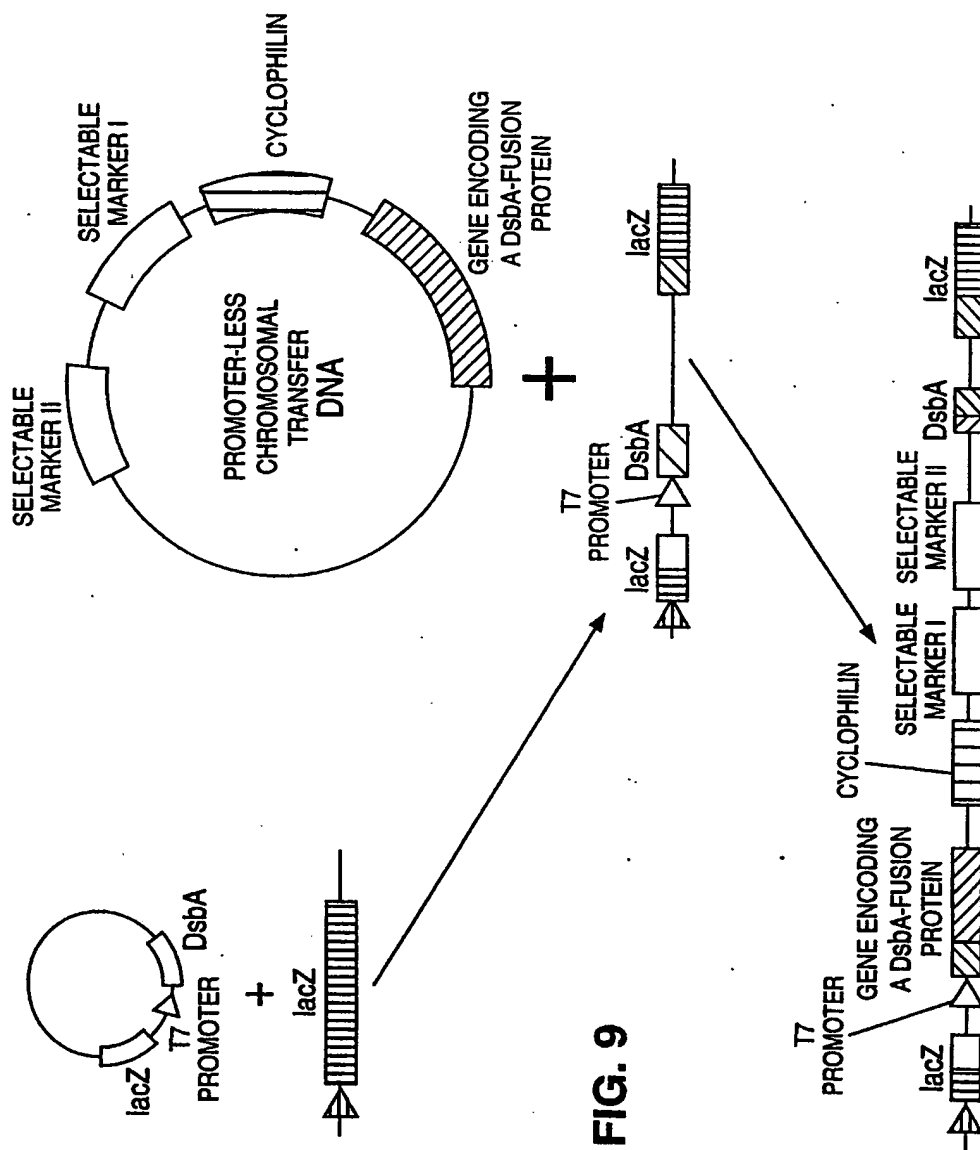 lacZ
T7
PROMOTER
DsbA
+
lacZ
SELECTABLE
MARKER II
SELECTABLE
MARKER I
CYCLOPHILIN
GENE ENCODING
A DsbA-FUSION
PROTEIN
PROMOTER-LESS
CHROMOSOMAL
TRANSFER
DNA
+
lacZ
T7
PROMOTER
DsbA
lacZ
FIG. 9
lacZ
T7
PROMOTER
GENE ENCODING
A DsbA-FUSION
PROTEIN
CYCLOPHILIN
SELECTABLE
MARKER I
SELECTABLE
MARKER II
DsbA
lacZ